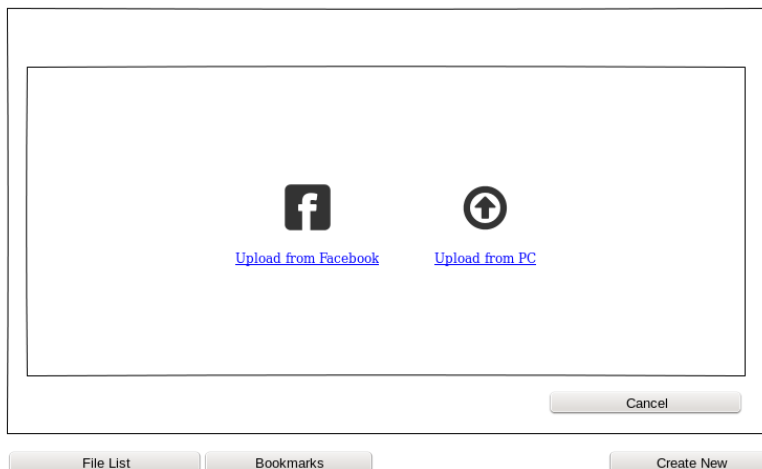 Upload from Facebook
Upload from PC
Cancel
File List
Bookmarks
Create New